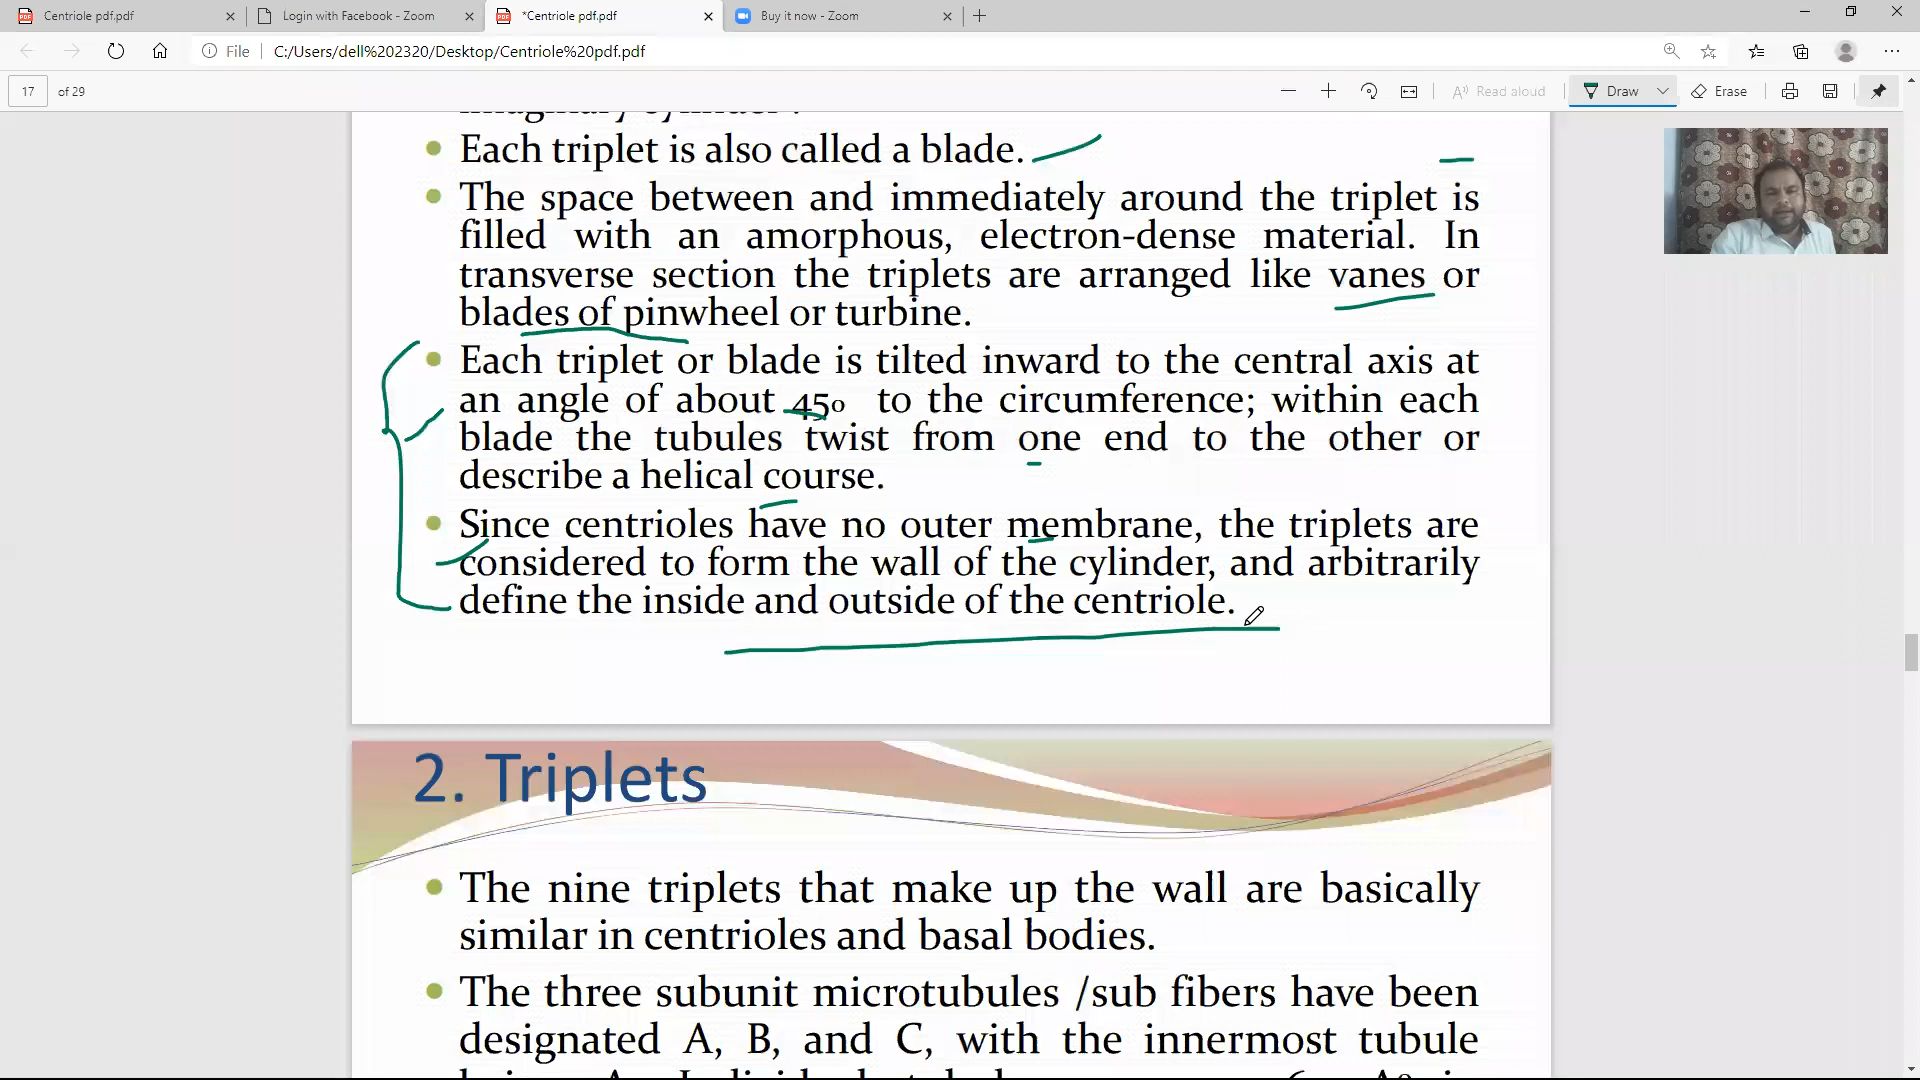 Centriole pdf.pdf
Login with Facebook - Zoom
*Centriole pdf.pdf
Buy it now - Zoom
File
C:/Users/dell%202320/Desktop/Centriole%20pdf.pdf
17 of 29
Read aloud
Draw
Erase
imaginary cylinder .
Each triplet is also called a blade.
The space between and immediately around the triplet is
filled with an amorphous, electron-dense material. In
transverse section the triplets are arranged like vanes or
blades of pinwheel or turbine.
Each triplet or blade is tilted inward to the central axis at
an angle of about 45o to the circumference; within each
blade the tubules twist from one end to the other or
describe a helical course.
Since centrioles have no outer membrane, the triplets are
considered to form the wall of the cylinder, and arbitrarily
define the inside and outside of the centriole.
2. Triplets
The nine triplets that make up the wall are basically
similar in centrioles and basal bodies.
The three subunit microtubules /sub fibers have been
designated A, B, and C, with the innermost tubule